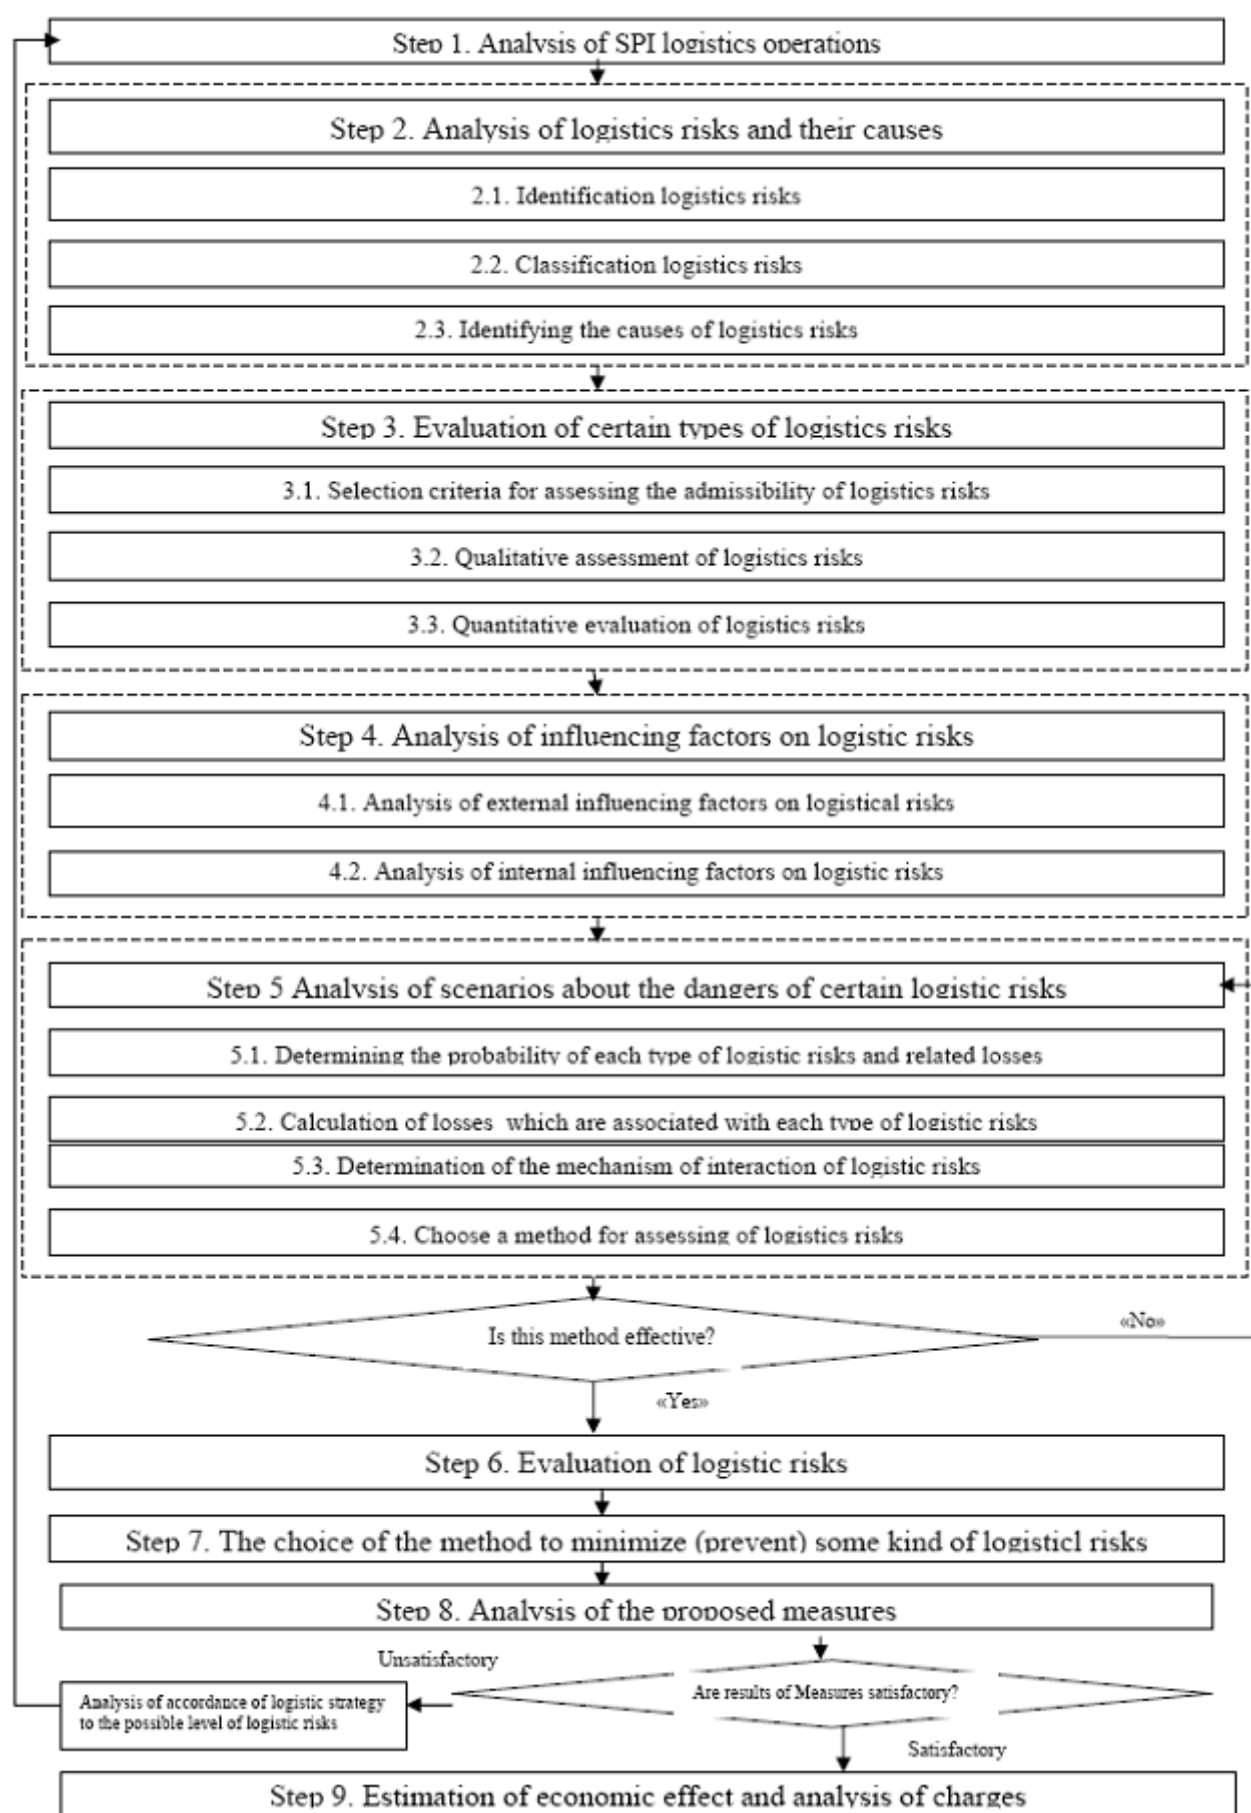 Step 1. Analysis of SPI logistics operations
Step 2. Analysis of logistics risks and their causes
2.1. Identification logistics risks
2.2. Classification logistics risks
2.3. Identifying the causes of logistics risks
Step 3. Evaluation of certain types of logistics risks
3.1. Selection criteria for assessing the admissibility of logistics risks
3.2. Qualitative assessment of logistics risks
3.3. Quantitative evaluation of logistics risks
Step 4. Analysis of influencing factors on logistic risks
4.1. Analysis of external influencing factors on logistical risks
4.2. Analysis of internal influencing factors on logistic risks
Step 5 Analysis of scenarios about the dangers of certain logistic risks
5.1. Determining the probability of each type of logistic risks and related losses
5.2. Calculation of losses which are associated with each type of logistic risks
5.3. Determination of the mechanism of interaction of logistic risks
5.4. Choose a method for assessing of logistics risks
«No»
Is this method effective?
«Yes»
Step 6. Evaluation of logistic risks
Step 7. The choice of the method to minimize (prevent) some kind of logisticl risks
Step 8. Analysis of the proposed measures
Unsatisfactory
Are results of Measures satisfactory?
Analysis of accordance of logistic strategy
to the possible level of logistic risks
Satisfactory
Step 9. Estimation of economic effect and analysis of charges